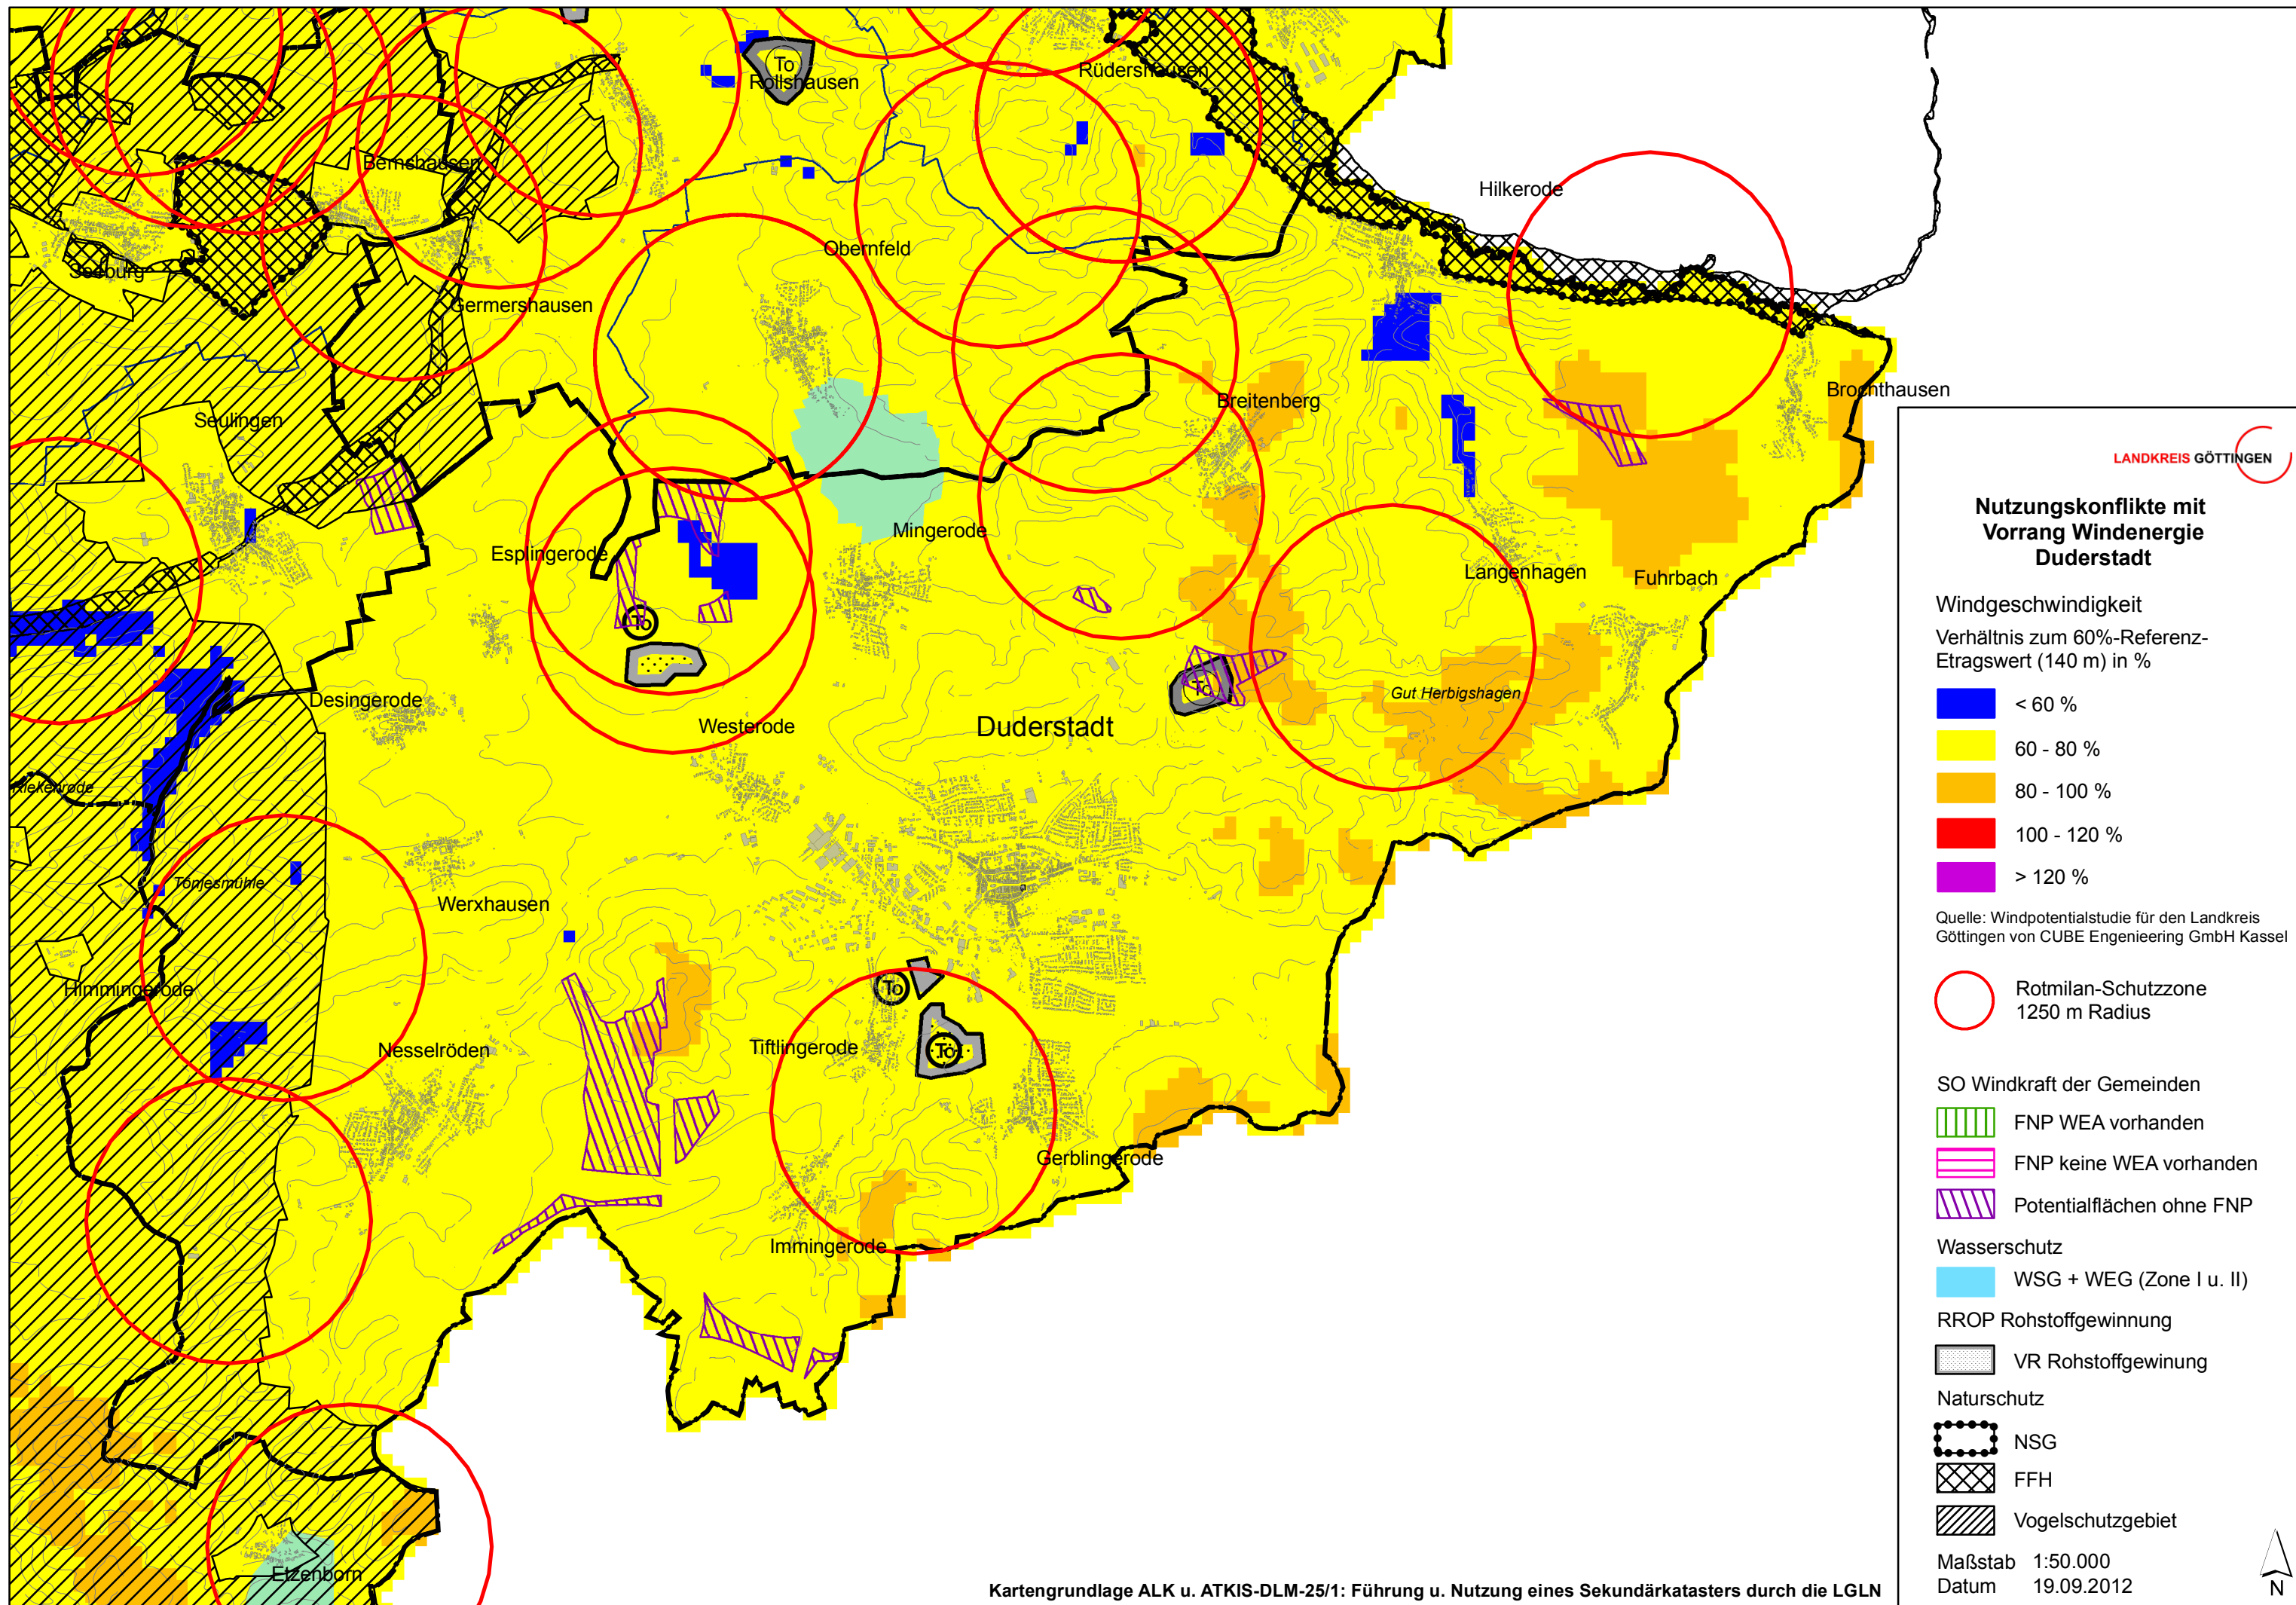 To
Rollshausen
Rüdershausen
Bernshausen
Hilkerode
Seeburg
Obernfeld
Germershausen
Brochthausen
Breitenberg
Seulingen
Mingerode
Esplingerode
Langenhagen
Fuhrbach
To
To
Desingerode
Gut Herbigshagen
Westerode
Duderstadt
Riekenrode
Tönjesmühle
Werxhausen
Himmingerode
To
Nesselröden
Tiftlingerode
To
Gerblingerode
Immingerode
Etzenborn
LANDKREIS GÖTTINGEN
Nutzungskonflikte mit
Vorrang Windenergie
Duderstadt
Windgeschwindigkeit
Verhältnis zum 60%-Referenz-
Etragswert (140 m) in %
< 60 %
60 - 80 %
80 - 100 %
100 - 120 %
> 120 %
Quelle: Windpotentialstudie für den Landkreis
Göttingen von CUBE Engenieering GmbH Kassel
Rotmilan-Schutzzone
1250 m Radius
SO Windkraft der Gemeinden
FNP WEA vorhanden
FNP keine WEA vorhanden
Potentialflächen ohne FNP
Wasserschutz
WSG + WEG (Zone I u. II)
RROP Rohstoffgewinnung
VR Rohstoffgewinung
Naturschutz
NSG
FFH
Vogelschutzgebiet
Maßstab 1:50.000
Datum 19.09.2012
N
Kartengrundlage ALK u. ATKIS-DLM-25/1: Führung u. Nutzung eines Sekundärkatasters durch die LGLN